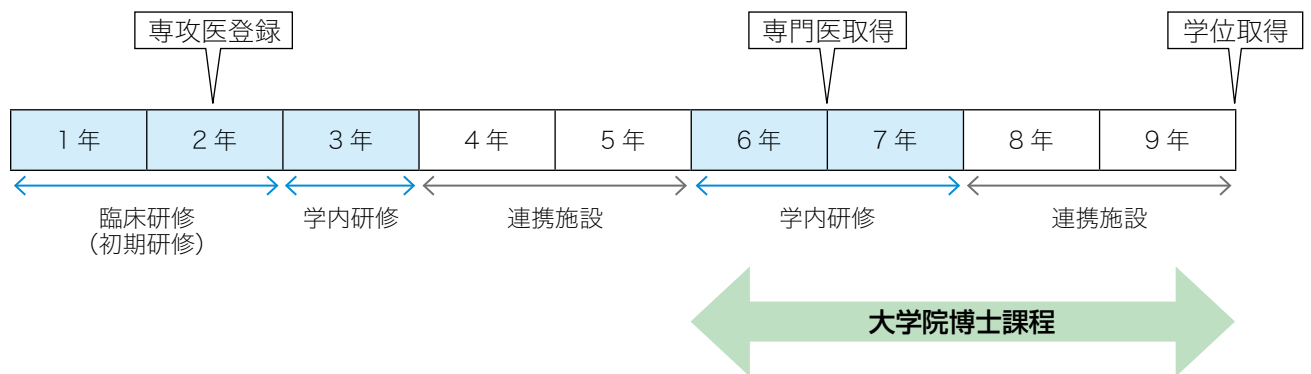 専攻医登録
専門医取得
学位取得
1年
2年
3年
4年
5年
6年
7年
8年
9年
臨床研修
（初期研修）
学内研修
連携施設
学内研修
連携施設
大学院博士課程